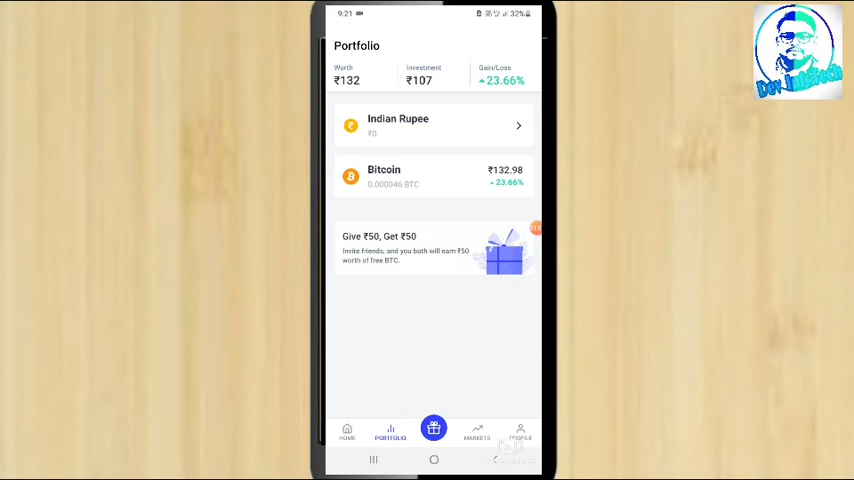 9:21
32%
Portfolio
Worth
Investment
Gain/Loss
₹132
₹107
23.66%
Indian Rupee
₹0
Bitcoin
₹132.98
0.000046 BTC
23.66%
Give ₹50, Get ₹50
Invite friends, and you both will earn ₹50
worth of free BTC.
HOME
PORTFOLIO
MARKETS
Dev InfoTech